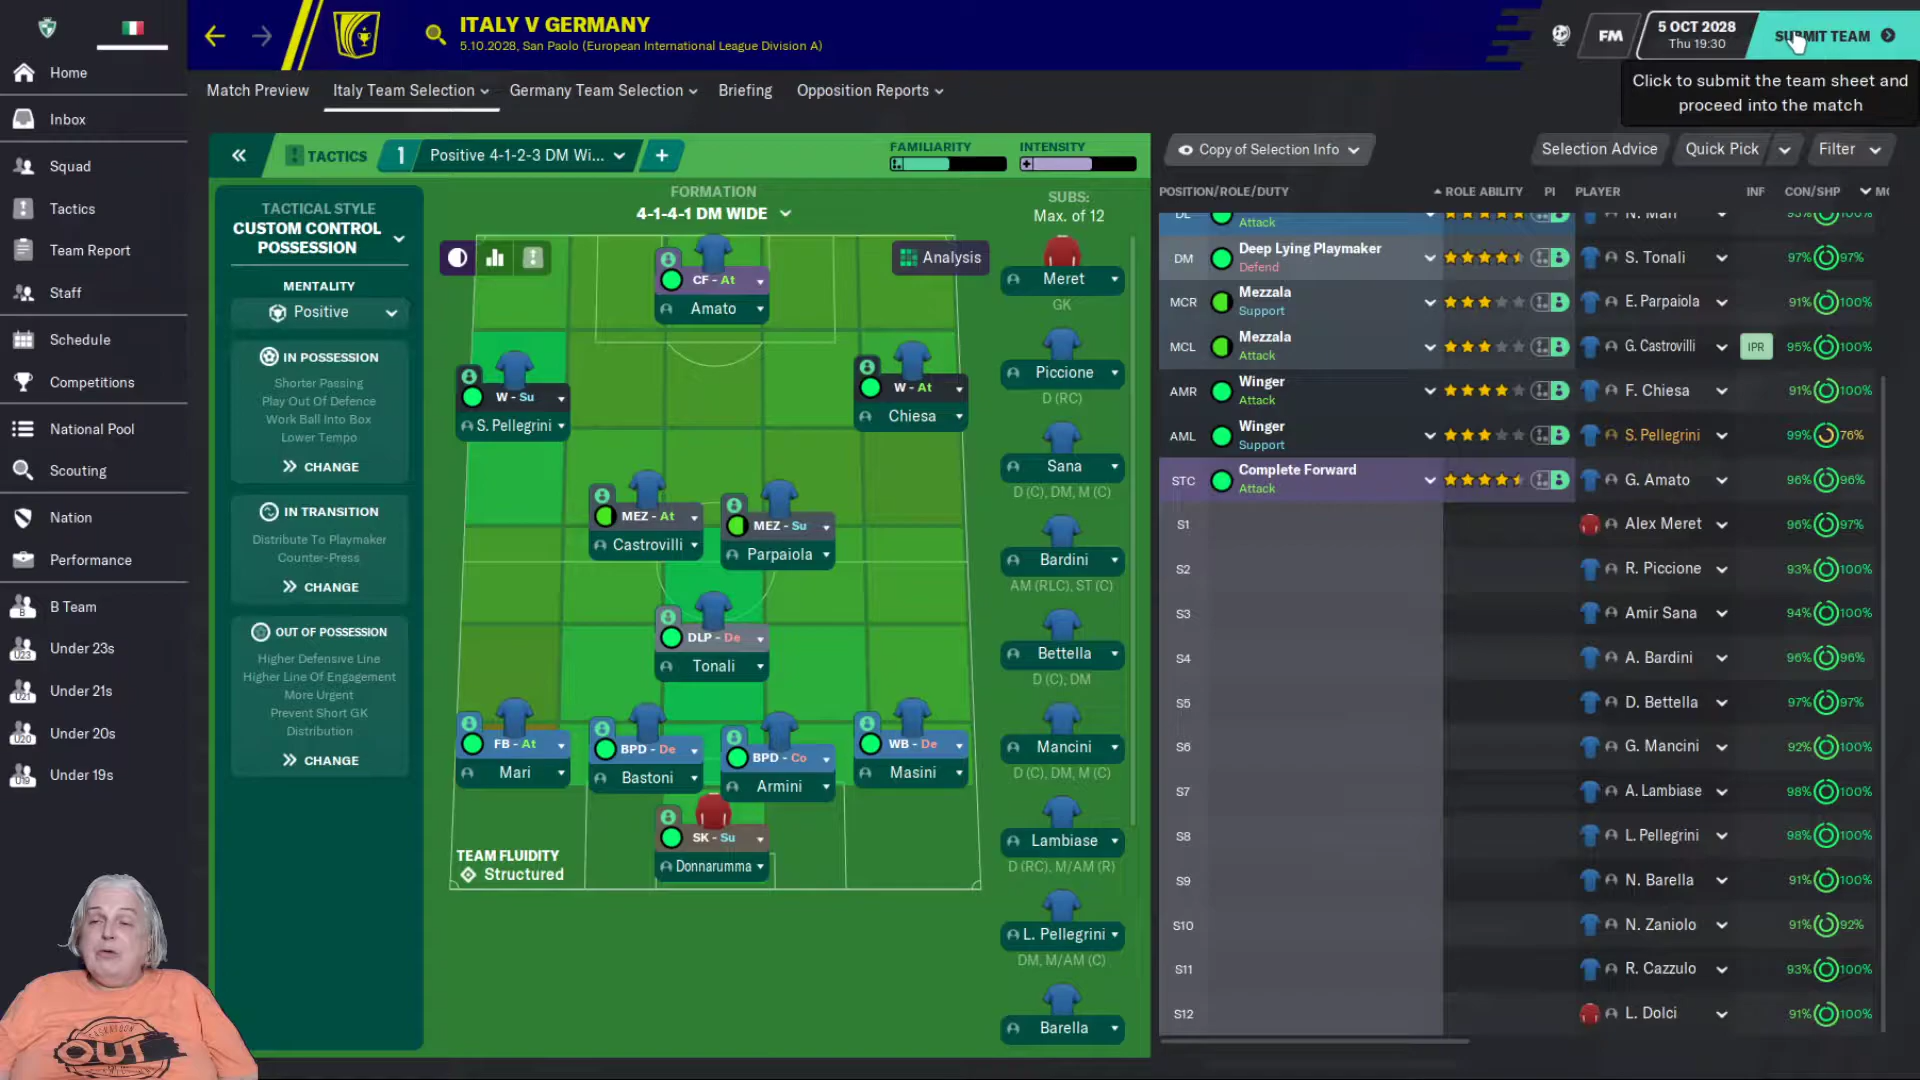 ITALY V GERMANY
5.10.2028, San Paolo (European International League Division A)
FM
5 OCT 2028
Thu 19:30
SUBMIT TEAM
Click to submit the team sheet and
proceed into the match
Home
Inbox
Squad
Tactics
Team Report
Staff
Schedule
Competitions
National Pool
Scouting
Nation
Performance
B Team
Under 23s
Under 21s
Under 20s
Under 19s
Match Preview
Italy Team Selection
Germany Team Selection
Briefing
Opposition Reports
TACTICS
1
Positive 4-1-2-3 DM Wi...
FAMILIARITY
INTENSITY
TACTICAL STYLE
CUSTOM CONTROL
POSSESSION
MENTALITY
Positive
IN POSSESSION
Shorter Passing
Play Out Of Defence
Work Ball Into Box
Lower Tempo
CHANGE
IN TRANSITION
Distribute To Playmaker
Counter-Press
CHANGE
OUT OF POSSESSION
Higher Defensive Line
Higher Line Of Engagement
More Urgent
Prevent Short GK
Distribution
CHANGE
FORMATION
4-1-4-1 DM WIDE
Analysis
CF - At
Amato
W - Su
S. Pellegrini
W - At
Chiesa
MEZ - At
Castrovilli
MEZ - Su
Parpaiola
DLP - De
Tonali
FB - At
Mari
BPD - De
Bastoni
BPD - Co
Armini
WB - De
Masini
SK - Su
Donnarumma
TEAM FLUIDITY
Structured
SUBS:
Max. of 12
Meret
GK
Piccione
D (RC)
Sana
D (C), DM, M (C)
Bardini
AM (RLC), ST (C)
Bettella
D (C), DM
Mancini
D (C), DM, M (C)
Lambiase
D (RC), M/AM (R)
L. Pellegrini
DM, M/AM (C)
Barella
Copy of Selection Info
Selection Advice
Quick Pick
Filter
POSITION/ROLE/DUTY
ROLE ABILITY
PI
PLAYER
INF
CON/SHP
DL
Attack
N. Mari
93% 100%
DM
Deep Lying Playmaker
Defend
S. Tonali
97% 97%
MCR
Mezzala
Support
E. Parpaiola
91% 100%
MCL
Mezzala
Attack
G. Castrovilli
IPR
95% 100%
AMR
Winger
Attack
F. Chiesa
91% 100%
AML
Winger
Support
S. Pellegrini
99% 76%
STC
Complete Forward
Attack
G. Amato
96% 96%
S1
Alex Meret
96% 97%
S2
R. Piccione
93% 100%
S3
Amir Sana
94% 100%
S4
A. Bardini
96% 96%
S5
D. Bettella
97% 97%
S6
G. Mancini
92% 100%
S7
A. Lambiase
98% 100%
S8
L. Pellegrini
98% 100%
S9
N. Barella
91% 100%
S10
N. Zaniolo
91% 92%
S11
R. Cazzulo
93% 100%
S12
L. Dolci
91% 100%
OUT